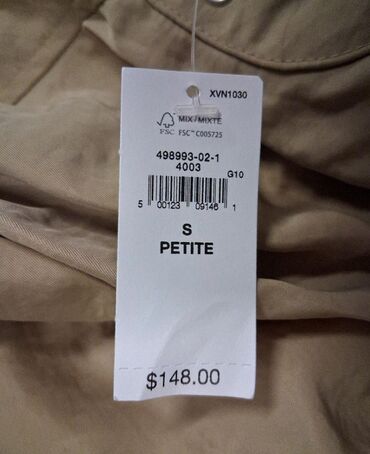 XVN1030
MIX/MIXTE
FSC FSC™ C005725
498993-02-1
4003
G10
5 00123 09146 1
S
PETITE
$148.00